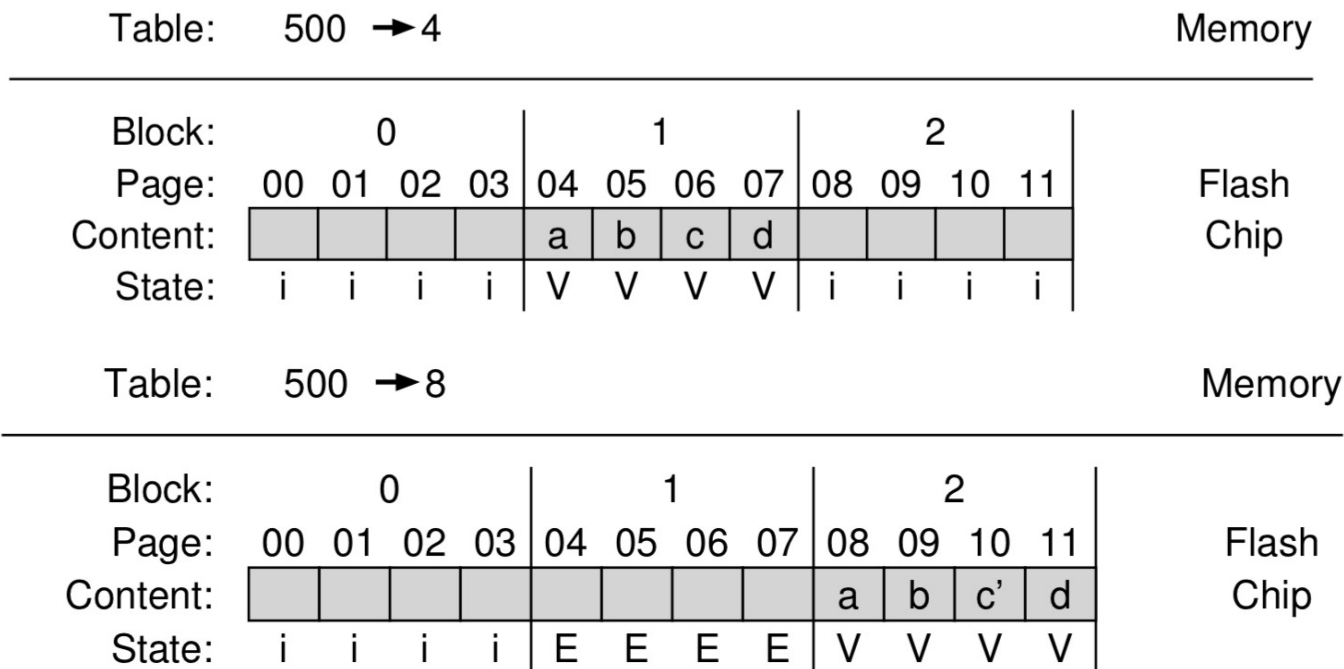 Table: 500 → 4 Memory
Block: 0 1 2
Page: 00 01 02 03 04 05 06 07 08 09 10 11 Flash
Content: a b c d Chip
State: i i i i V V V V i i i i
Table: 500 → 8 Memory
Block: 0 1 2
Page: 00 01 02 03 04 05 06 07 08 09 10 11 Flash
Content: a b c’ d Chip
State: i i i i E E E E V V V V